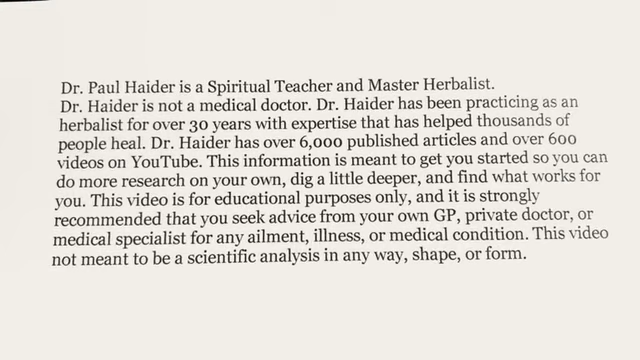 Dr. Paul Haider is a Spiritual Teacher and Master Herbalist.
Dr. Haider is not a medical doctor. Dr. Haider has been practicing as an
herbalist for over 30 years with expertise that has helped thousands of
people heal. Dr. Haider has over 6,000 published articles and over 600
videos on YouTube. This information is meant to get you started so you can
do more research on your own, dig a little deeper, and find what works for
you. This video is for educational purposes only, and it is strongly
recommended that you seek advice from your own GP, private doctor, or
medical specialist for any ailment, illness, or medical condition. This video
not meant to be a scientific analysis in any way, shape, or form.